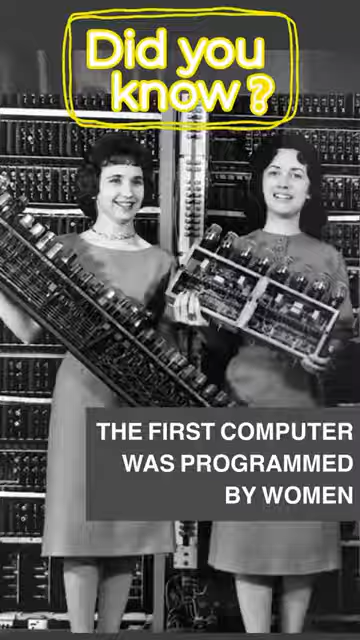 Did you
know?
THE FIRST COMPUTER
WAS PROGRAMMED
BY WOMEN